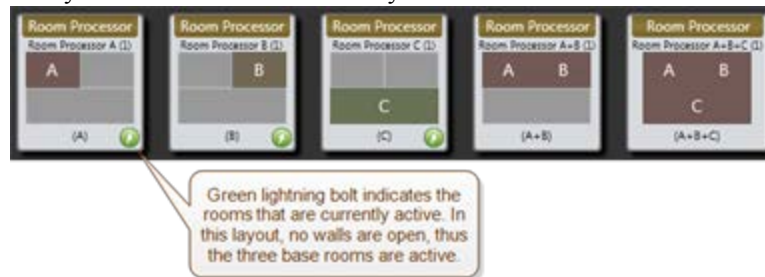 Room Processor Room Processor Room Processor Room Processor Room Processor
Room Processor A (1) Room Processor B (1) Room Processor C (1) Room Processor A+B (1) Room Processor A+B+C (1)
A B A B A B
C C
(A) (B) (C) (A+B) (A+B+C)
Green lightning bolt indicates the
rooms that are currently active. In
this layout, no walls are open, thus
the three base rooms are active.